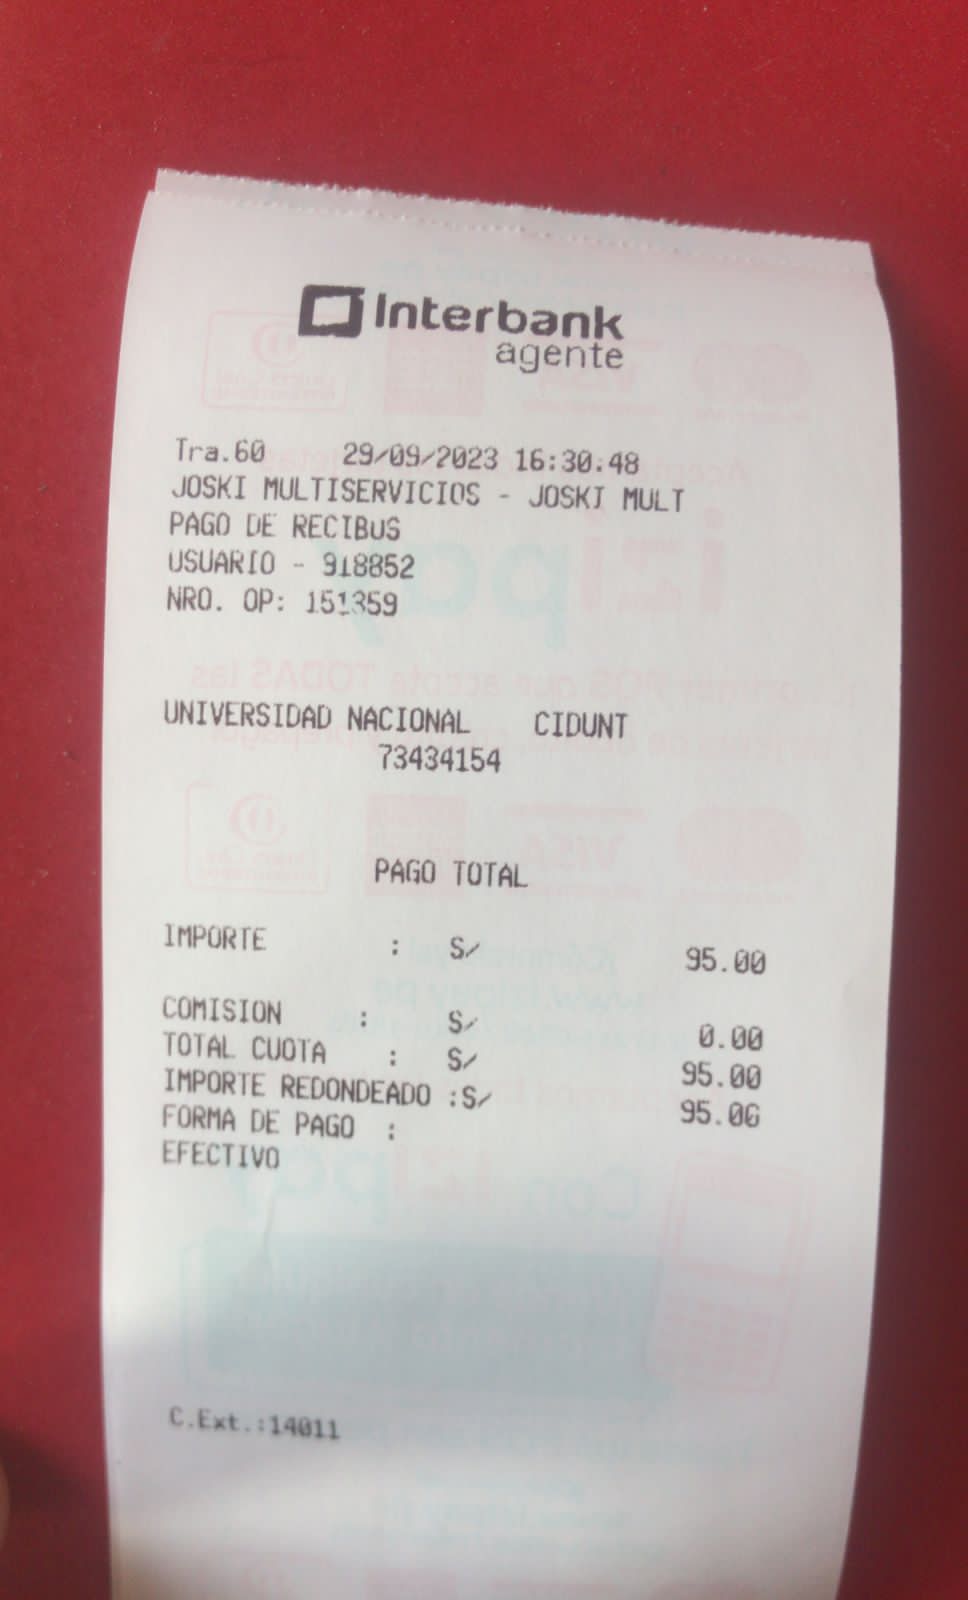 Interbank
agente
Tra.60 29/09/2023 16:30:48
JOSKI MULTISERVICIOS - JOSKI MULT
PAGO DE RECIBOS
USUARIO - 918852
NRO. OP: 151359
UNIVERSIDAD NACIONAL CIDUNT
73434154
PAGO TOTAL
IMPORTE : S/ 95.00
COMISION : S/ 0.00
TOTAL CUOTA : S/ 95.00
IMPORTE REDONDEADO :S/ 95.00
FORMA DE PAGO :
EFECTIVO
C.Ext.:14011